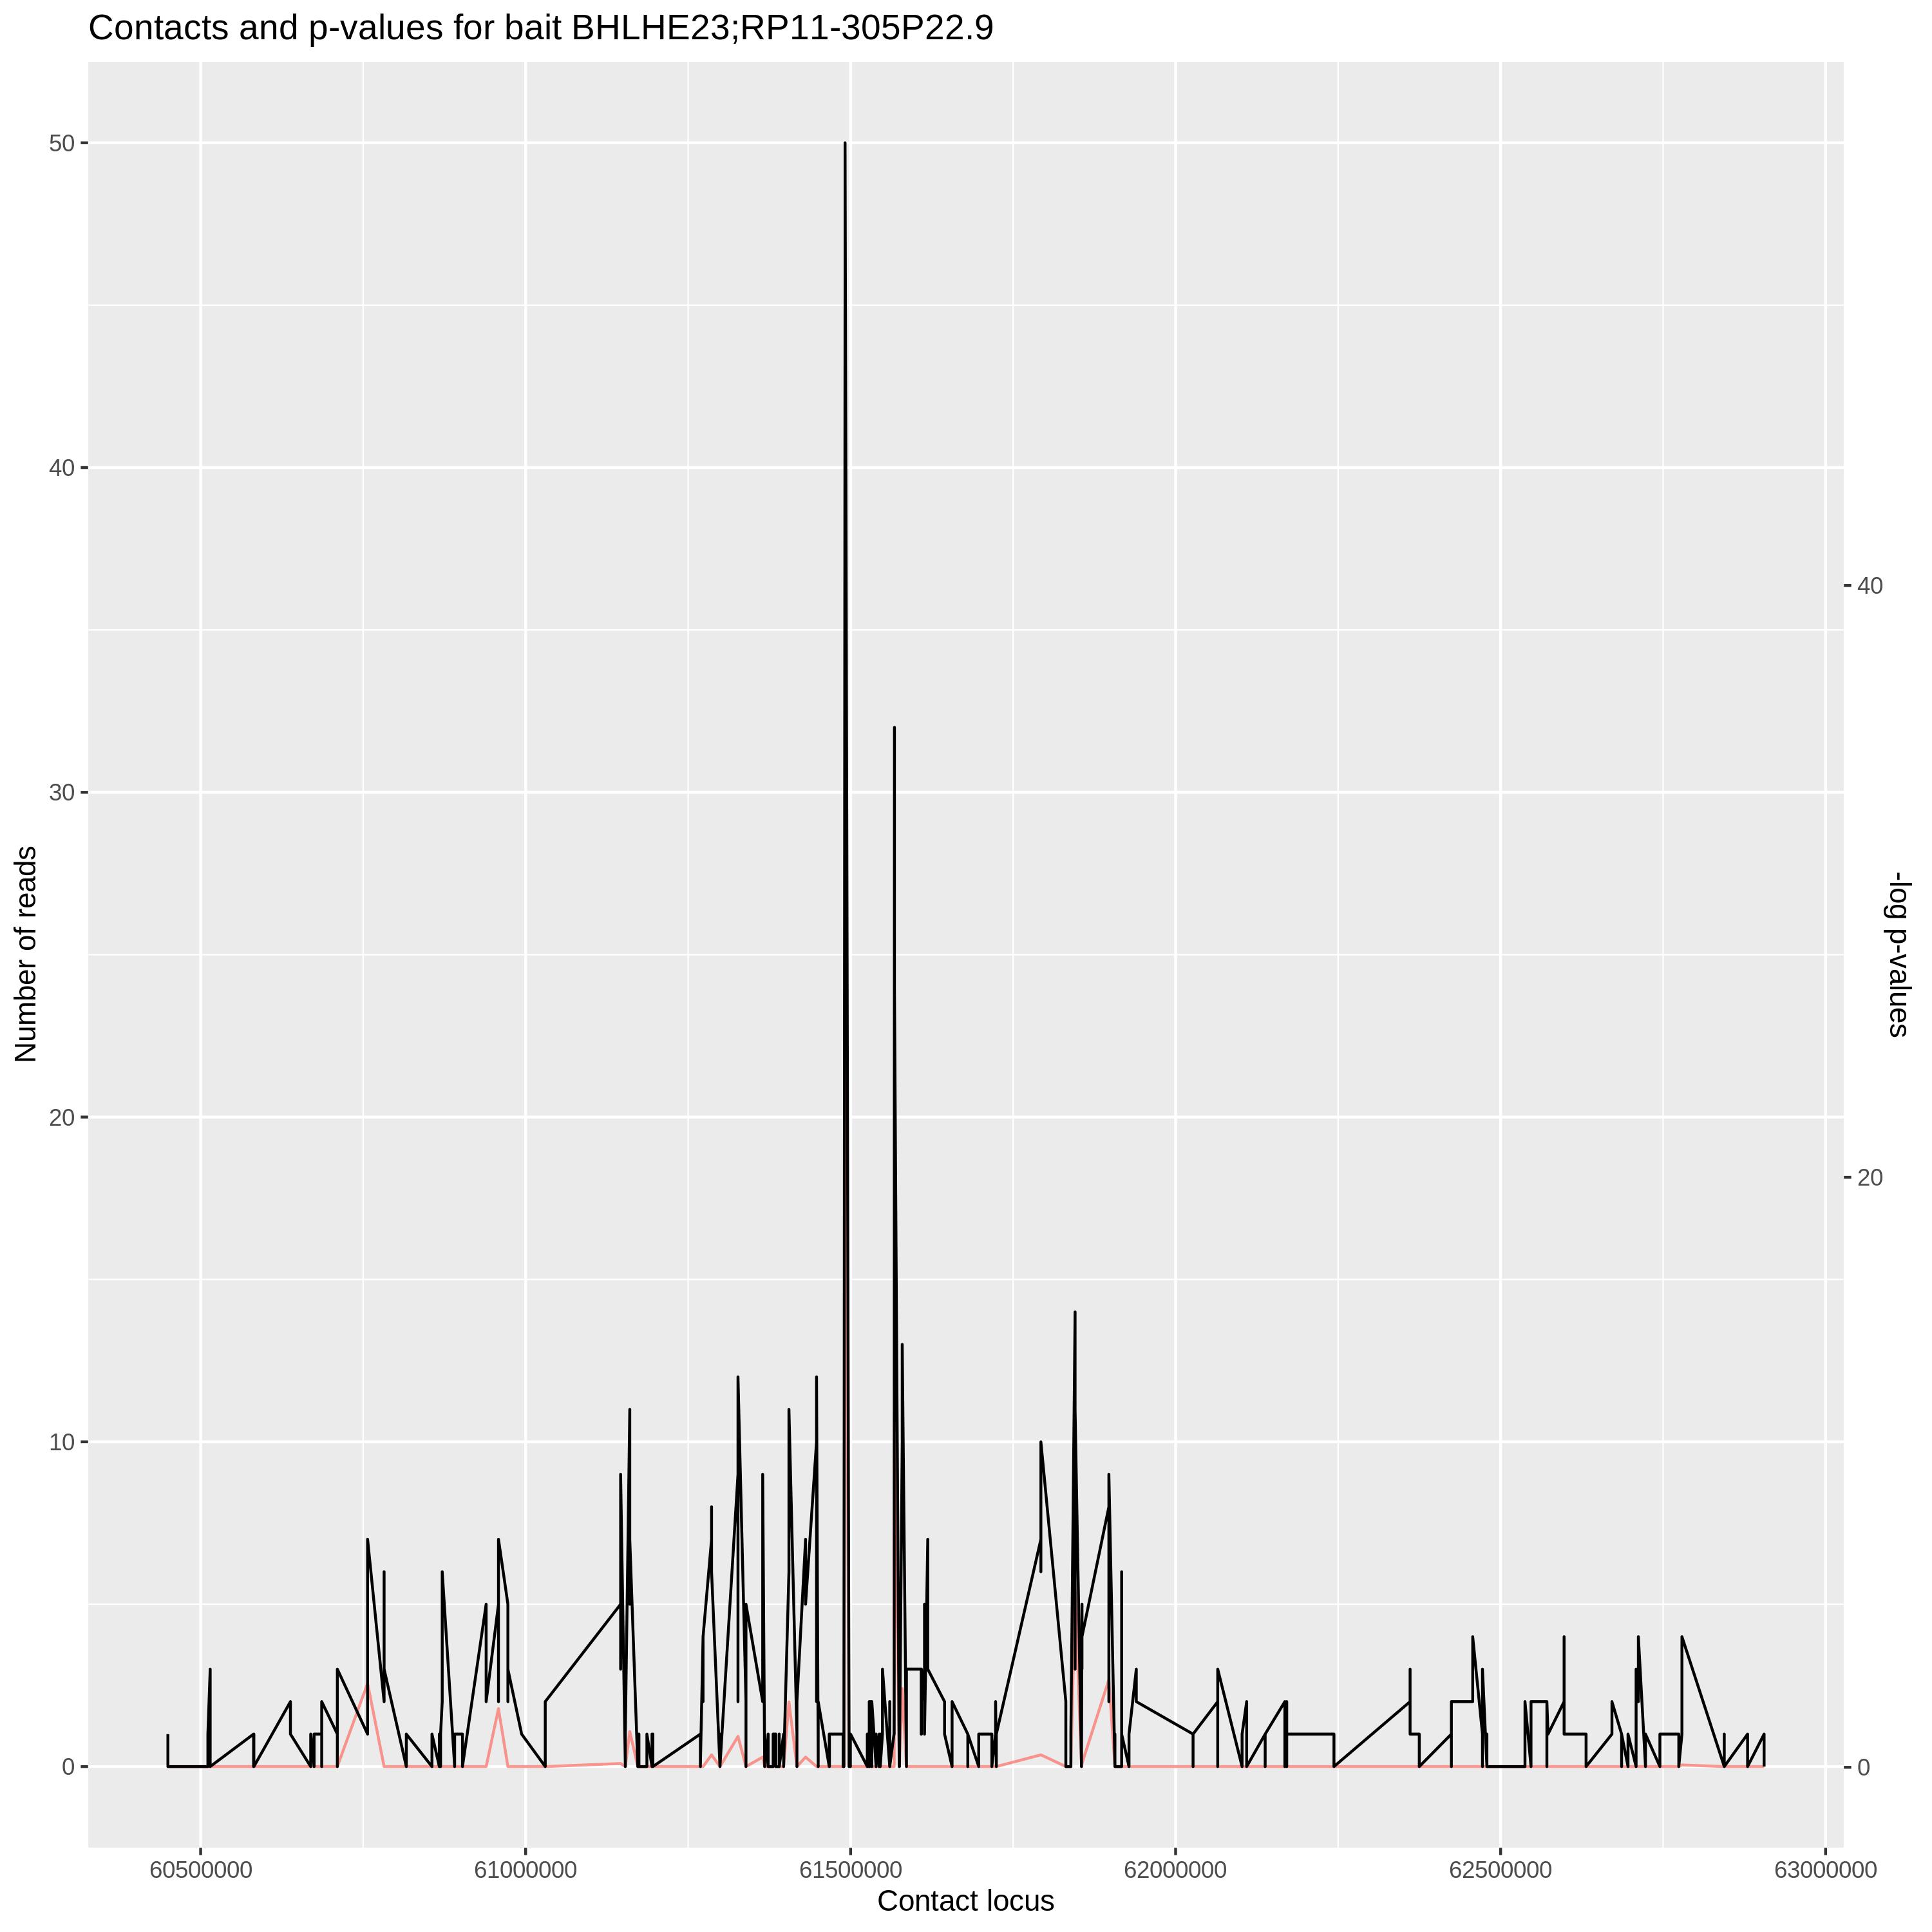 Contacts and p-values for bait BHLHE23;RP11-305P22.9
50
40
30
20
10
0
Number of reads
40
20
0
-log p-values
60500000 61000000 61500000 62000000 62500000 63000000
Contact locus